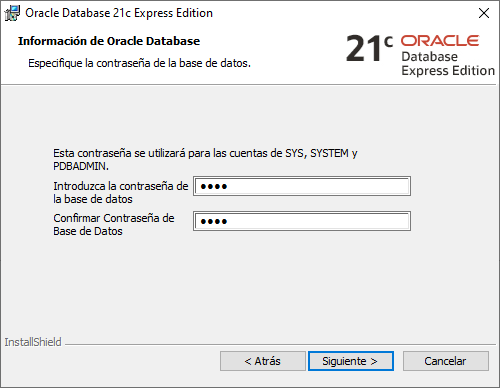 Oracle Database 21c Express Edition
Información de Oracle Database
Especifique la contraseña de la base de datos.
21c ORACLE
Database
Express Edition
Esta contraseña se utilizará para las cuentas de SYS, SYSTEM y
PDBADMIN.
Introduzca la contraseña de
la base de datos
••••
Confirmar Contraseña de
Base de Datos
••••
InstallShield
< Atrás
Siguiente >
Cancelar